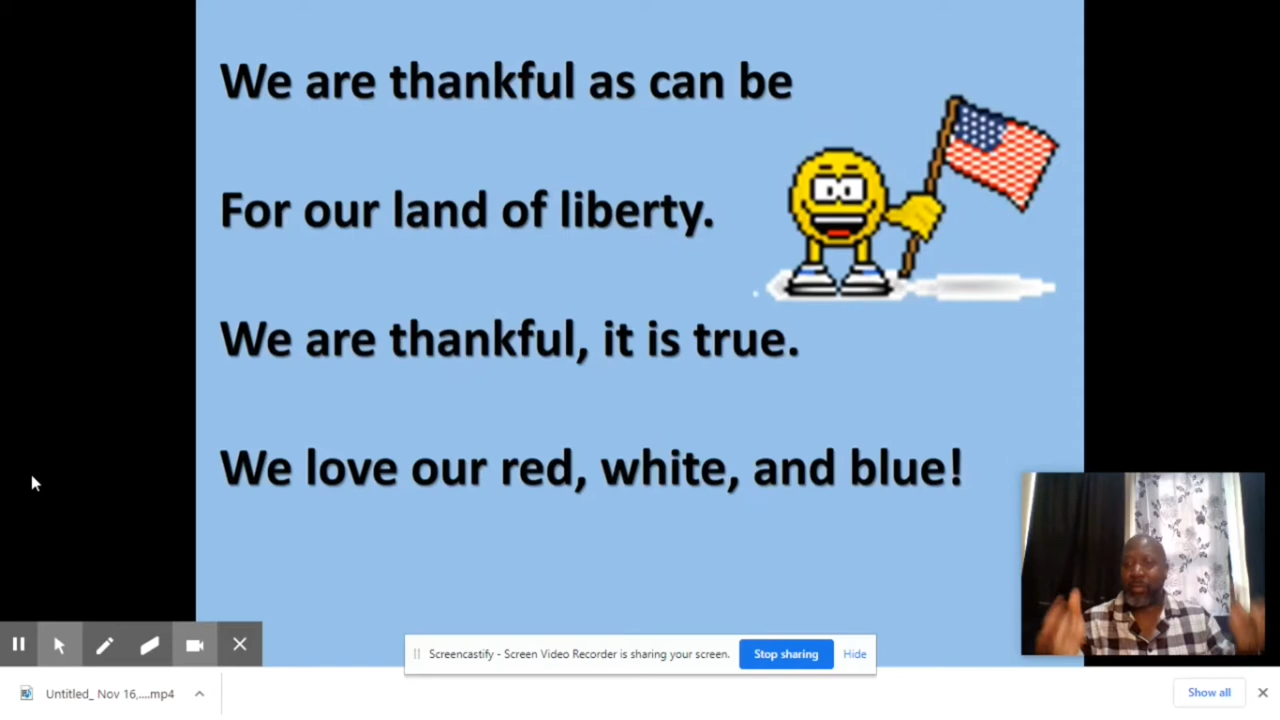 We are thankful as can be
For our land of liberty.
We are thankful, it is true.
We love our red, white, and blue!
Screencastify - Screen Video Recorder is sharing your screen. Stop sharing Hide
Untitled_ Nov 16,....mp4 Show all